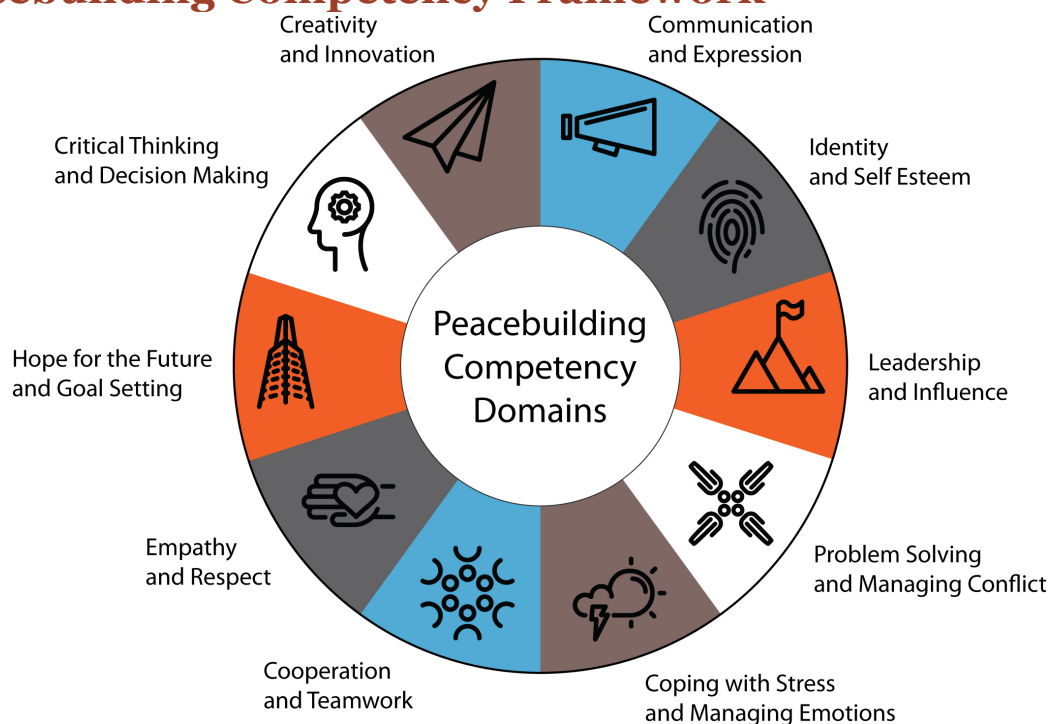 Competency Framework
Creativity
and Innovation
Communication
and Expression
Identity
and Self Esteem
Leadership
and Influence
Problem Solving
and Managing Conflict
Coping with Stress
and Managing Emotions
Cooperation
and Teamwork
Empathy
and Respect
Hope for the Future
and Goal Setting
Critical Thinking
and Decision Making
Peacebuilding
Competency
Domains